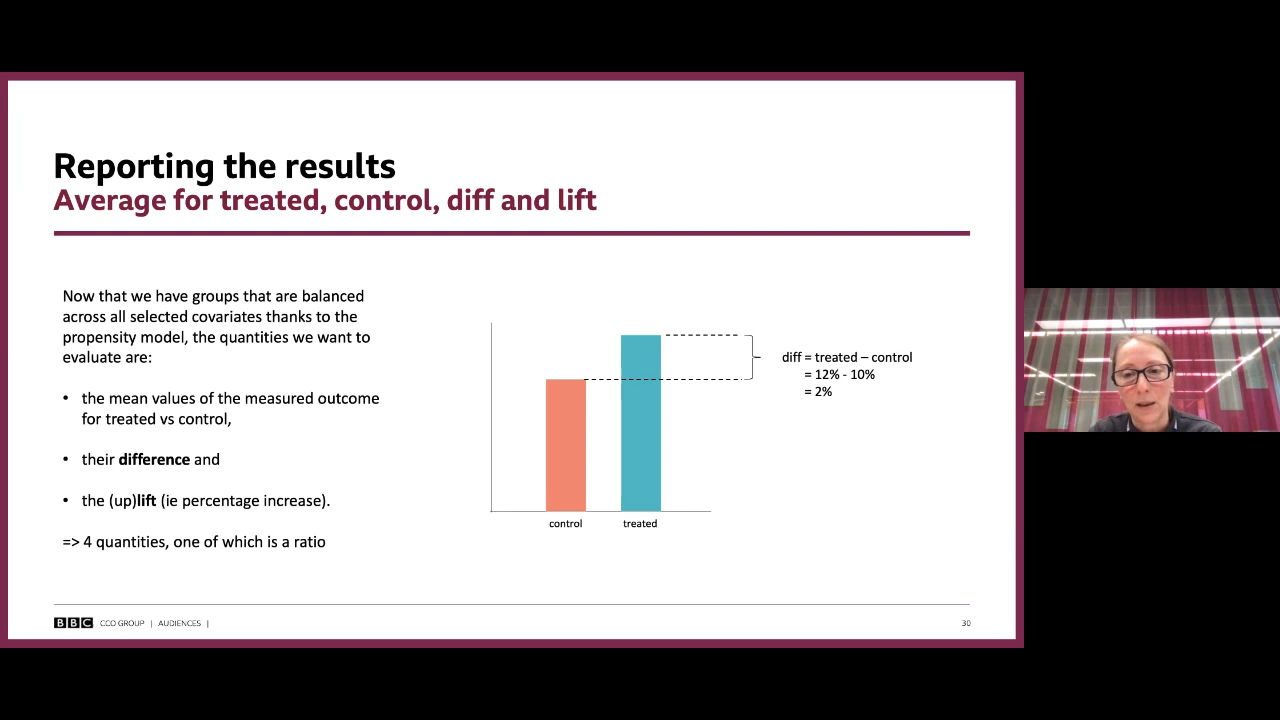 Reporting the results
Average for treated, control, diff and lift
Now that we have groups that are balanced
across all selected covariates thanks to the
propensity model, the quantities we want to
evaluate are:
• the mean values of the measured outcome
for treated vs control,
• their difference and
• the (up)lift (ie percentage increase).
=> 4 quantities, one of which is a ratio
diff = treated – control
= 12% - 10%
= 2%
control
treated
BBC CCO GROUP | AUDIENCES |
30